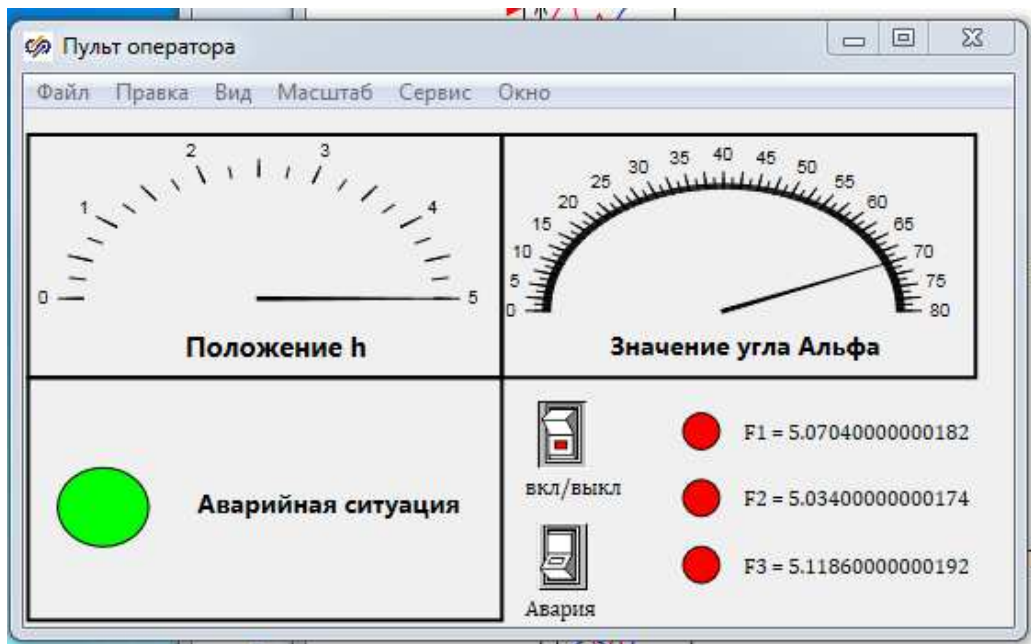 Пульт оператора
Файл Правка Вид Масштаб Сервис Окно
0 1 2 3 4 5
Положение h
0 5 10 15 20 25 30 35 40 45 50 55 60 65 70 75 80
Значение угла Альфа
Аварийная ситуация
вкл/выкл
Авария
F1 = 5.07040000000182
F2 = 5.03400000000174
F3 = 5.11860000000192